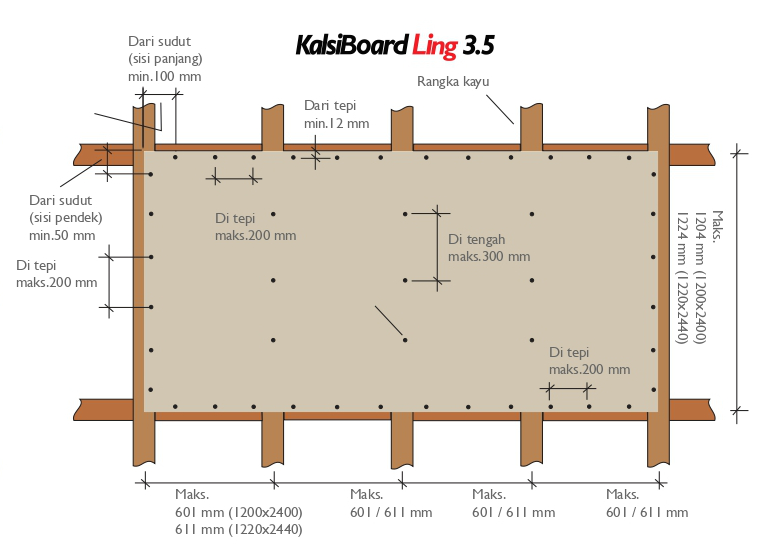 KalsiBoard Ling 3.5
Dari sudut
(sisi panjang)
min.100 mm
Rangka kayu
Dari tepi
min.12 mm
Dari sudut
(sisi pendek)
min.50 mm
Di tepi
maks.200 mm
Di tepi
maks.200 mm
Di tengah
maks.300 mm
Di tepi
maks.200 mm
Maks.
1204 mm (1200x2400)
1224 mm (1220x2440)
Maks.
601 mm (1200x2400)
611 mm (1220x2440)
Maks.
601 / 611 mm
Maks.
601 / 611 mm
Maks.
601 / 611 mm